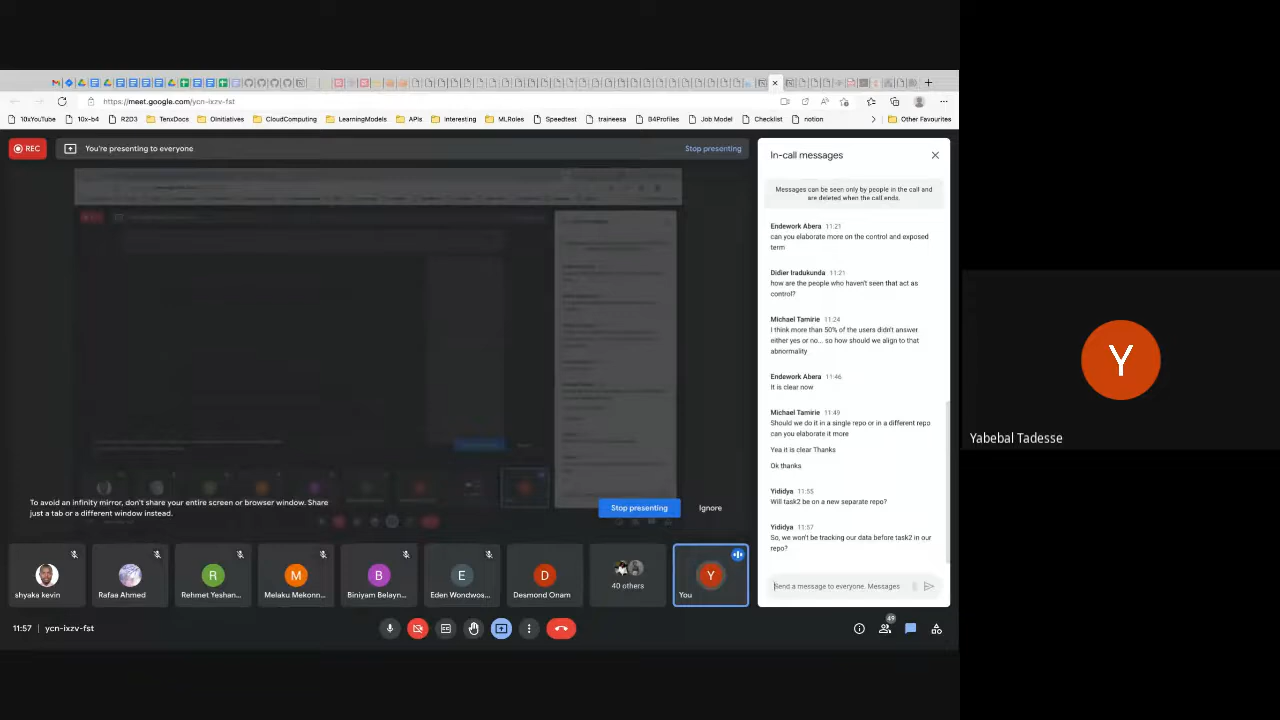 https://meet.google.com/ycn-ixzv-fst
10xYouTube 10x-b4 R2D3 TenxDocs OInitiatives CloudComputing LearningModels APIs Interesting MLRoles Speedtest traineesa B4Profiles Job Model Checklist notion Other Favourites
REC You're presenting to everyone Stop presenting
In-call messages
Messages can be seen only by people in the call and
are deleted when the call ends.
Endework Abera 11:21
can you elaborate more on the control and exposed
term
Didier Iradukunda 11:21
how are the people who haven't seen that act as
control?
Michael Tamirie 11:24
I think more than 50% of the users didn't answer
either yes or no... so how should we align to that
abnormality
Endework Abera 11:46
It is clear now
Michael Tamirie 11:49
Should we do it in a single repo or in a different repo
can you elaborate it more
Yea it is clear Thanks
Ok thanks
Yididya 11:55
Will task2 be on a new separate repo?
Yididya 11:57
So, we won't be tracking our data before task2 in our
repo?
Send a message to everyone. Messages
To avoid an infinity mirror, don't share your entire screen or browser window. Share
just a tab or a different window instead.
Stop presenting Ignore
R M B E D Y
shyaka kevin Rafaa Ahmed Rehmet Yeshan... Melaku Mekonn... Biniyam Belayn... Eden Wondwos... Desmond Onam 40 others You
11:57 | ycn-ixzv-fst
49
Y
Yabebal Tadesse